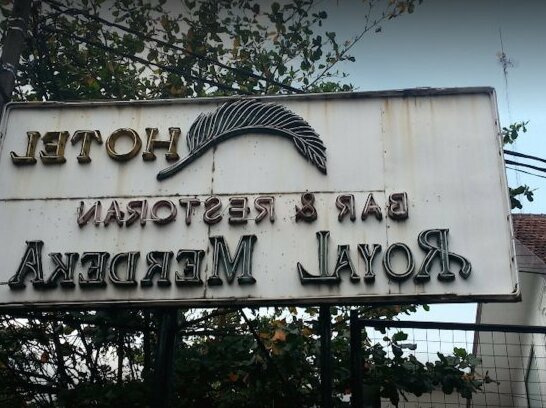 HOTEL
BAR & RESTORAN
ROYAL MERDEKA